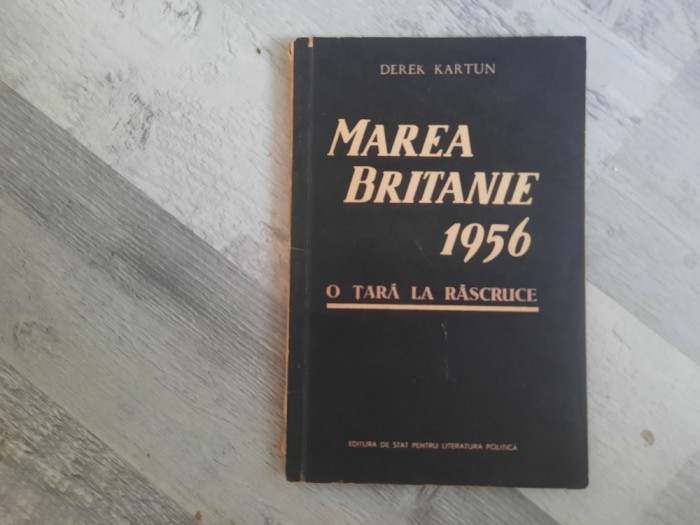 DEREK KARTUN
MAREA
BRITANIE
1956
O ȚARĂ LA RĂSCRUCE
EDITURA DE STAT PENTRU LITERATURA POLITICĂ